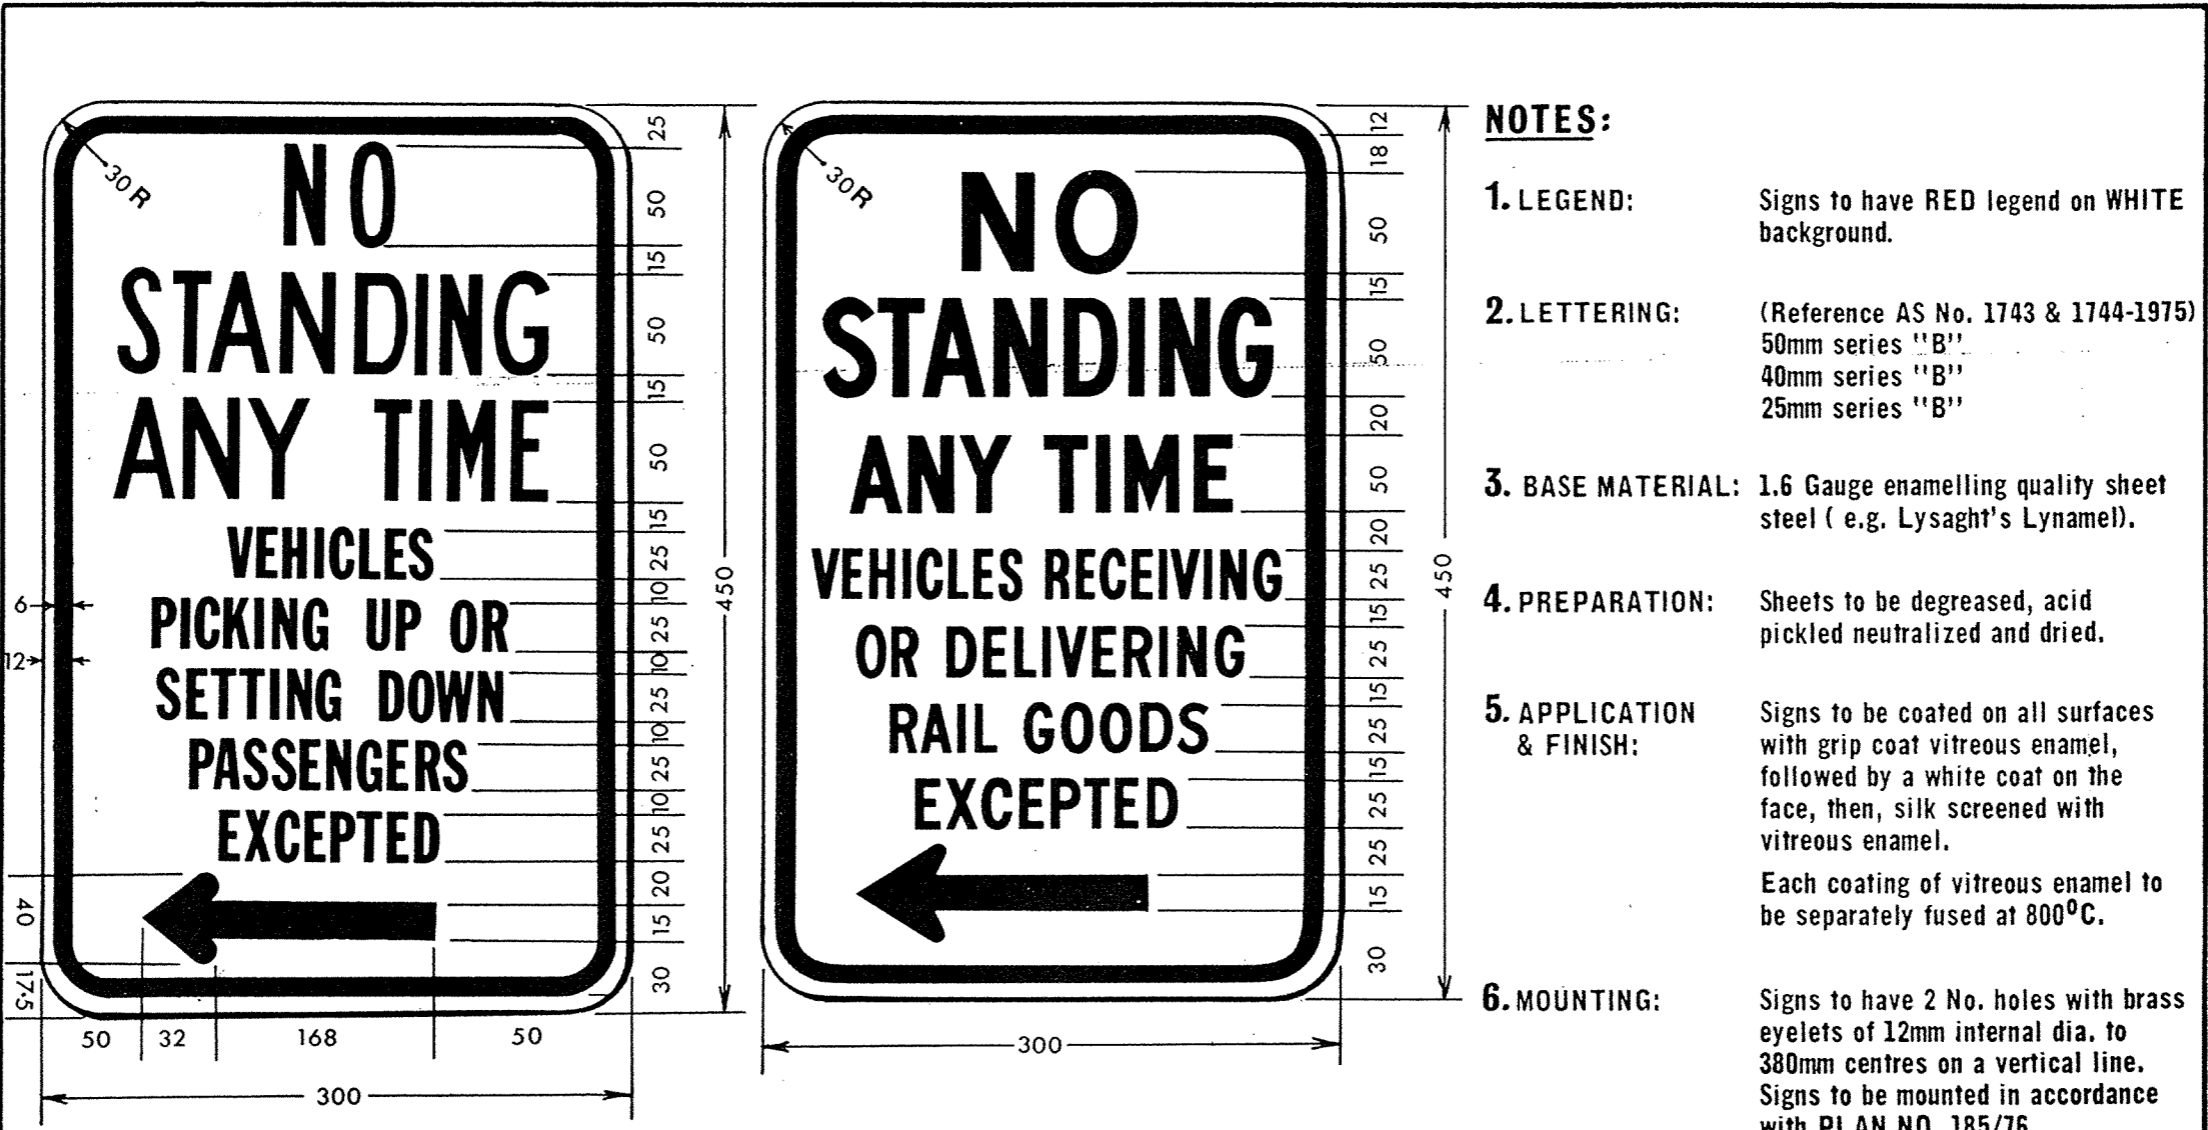 NO
STANDING
ANY TIME
VEHICLES
PICKING UP OR
SETTING DOWN
PASSENGERS
EXCEPTED
30R
25
50
15
50
15
50
15
25
10
25
10
25
10
25
10
25
20
15
30
450
6
12
40
17·5
50 32 168 50
300
NO
STANDING
ANY TIME
VEHICLES RECEIVING
OR DELIVERING
RAIL GOODS
EXCEPTED
30R
12
18
50
15
50
20
50
20
25
15
25
15
25
15
25
25
15
30
450
300
NOTES:
1. LEGEND: Signs to have RED legend on WHITE
background.
2. LETTERING: (Reference AS No. 1743 & 1744-1975)
50mm series "B"
40mm series "B"
25mm series "B"
3. BASE MATERIAL: 1.6 Gauge enamelling quality sheet
steel ( e.g. Lysaght's Lynamel).
4. PREPARATION: Sheets to be degreased, acid
pickled neutralized and dried.
5. APPLICATION Signs to be coated on all surfaces
& FINISH: with grip coat vitreous enamel,
followed by a white coat on the
face, then, silk screened with
vitreous enamel.
Each coating of vitreous enamel to
be separately fused at 800°C.
6. MOUNTING: Signs to have 2 No. holes with brass
eyelets of 12mm internal dia. to
380mm centres on a vertical line.
Signs to be mounted in accordance
with PLAN NO. 185/76